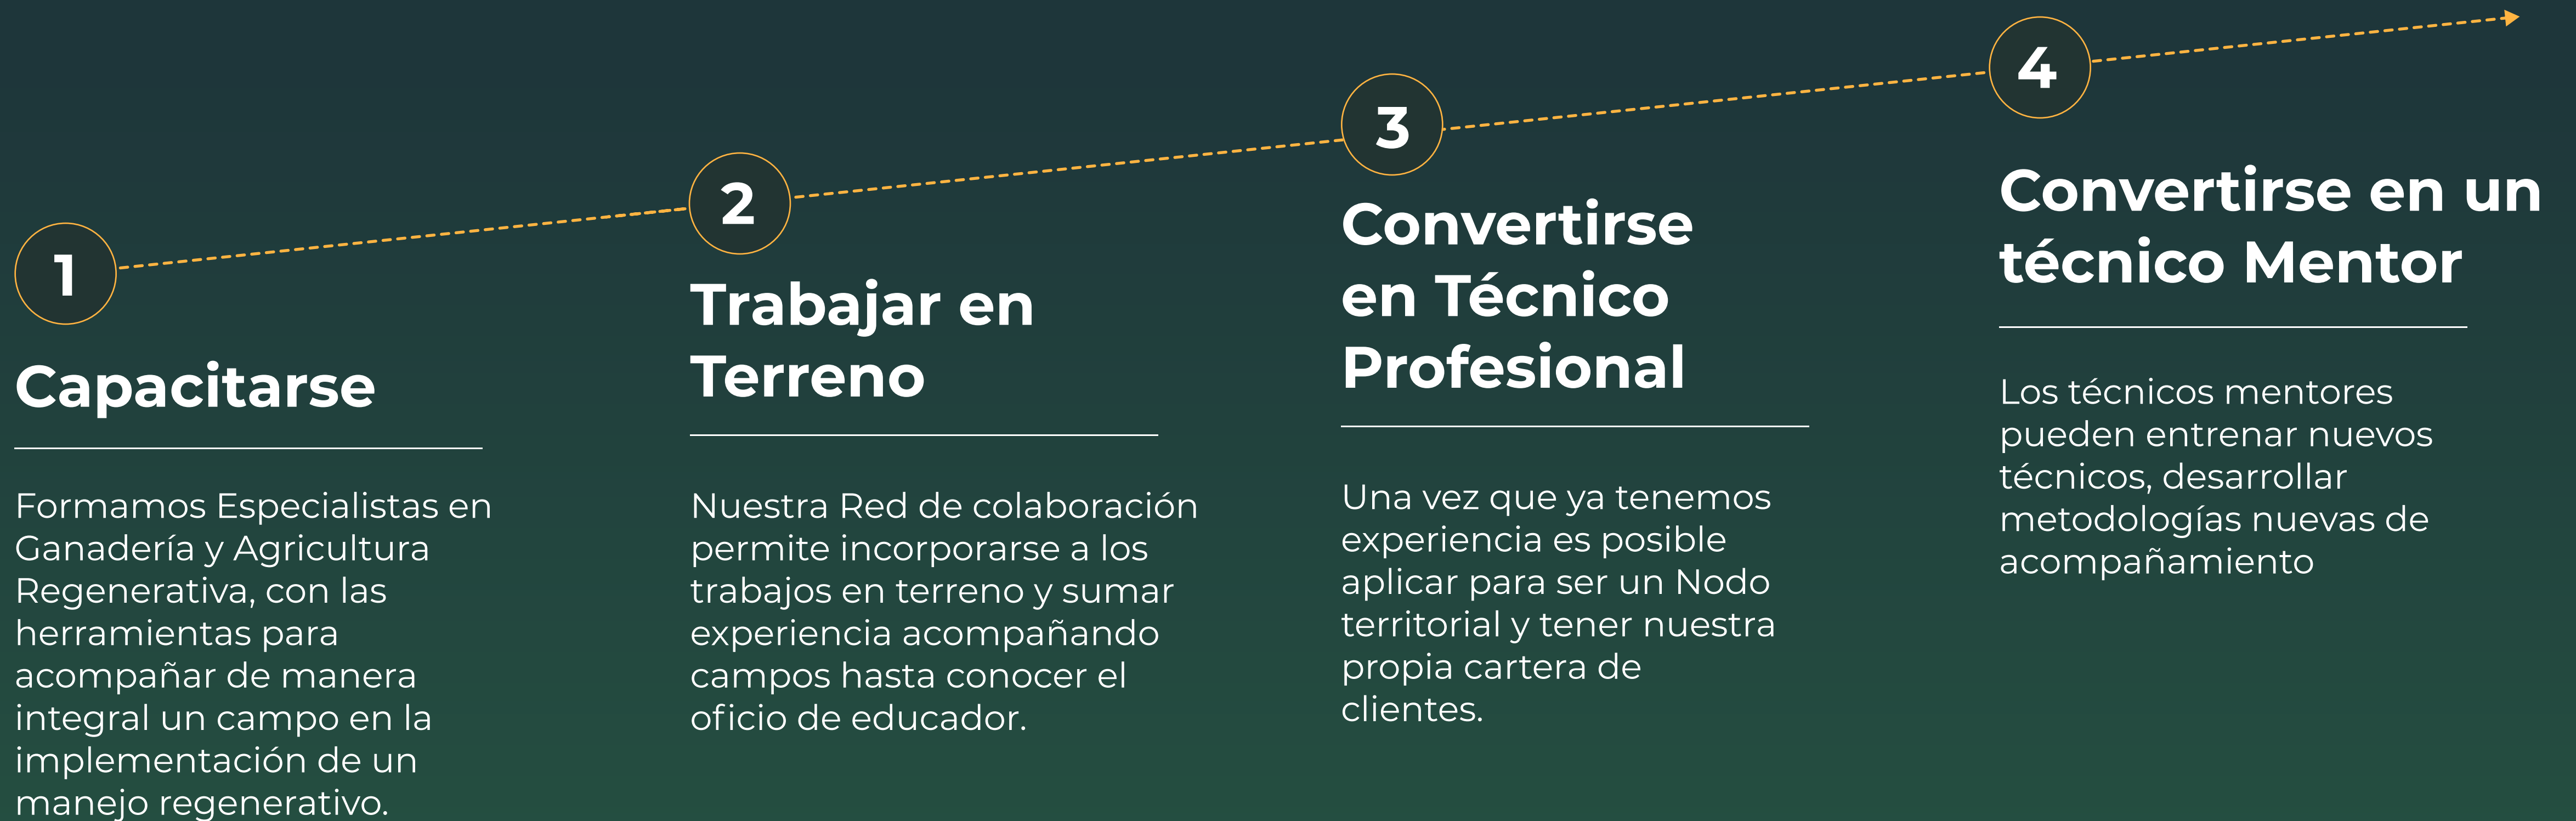 1
Capacitarse
Formamos Especialistas en
Ganadería y Agricultura
Regenerativa, con las
herramientas para
acompañar de manera
integral un campo en la
implementación de un
manejo regenerativo.
2
Trabajar en
Terreno
Nuestra Red de colaboración
permite incorporarse a los
trabajos en terreno y sumar
experiencia acompañando
campos hasta conocer el
oficio de educador.
3
Convertirse
en Técnico
Profesional
Una vez que ya tenemos
experiencia es posible
aplicar para ser un Nodo
territorial y tener nuestra
propia cartera de
clientes.
4
Convertirse en un
técnico Mentor
Los técnicos mentores
pueden entrenar nuevos
técnicos, desarrollar
metodologías nuevas de
acompañamiento